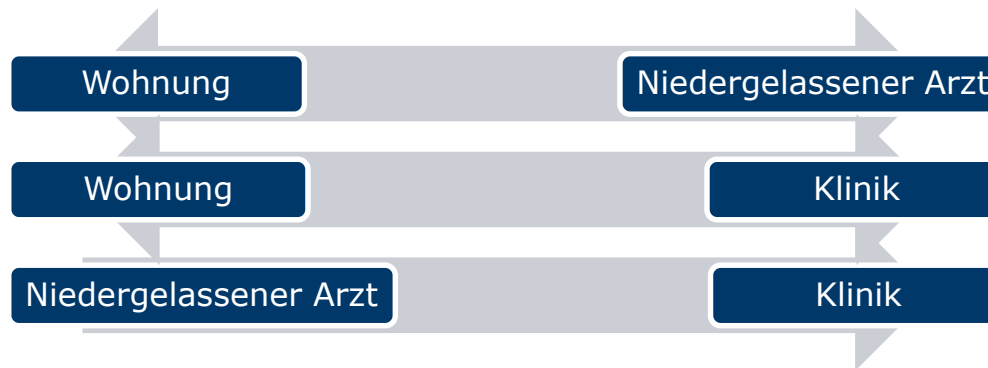 Wohnung
Niedergelassener Arzt
Wohnung
Klinik
Niedergelassener Arzt
Klinik